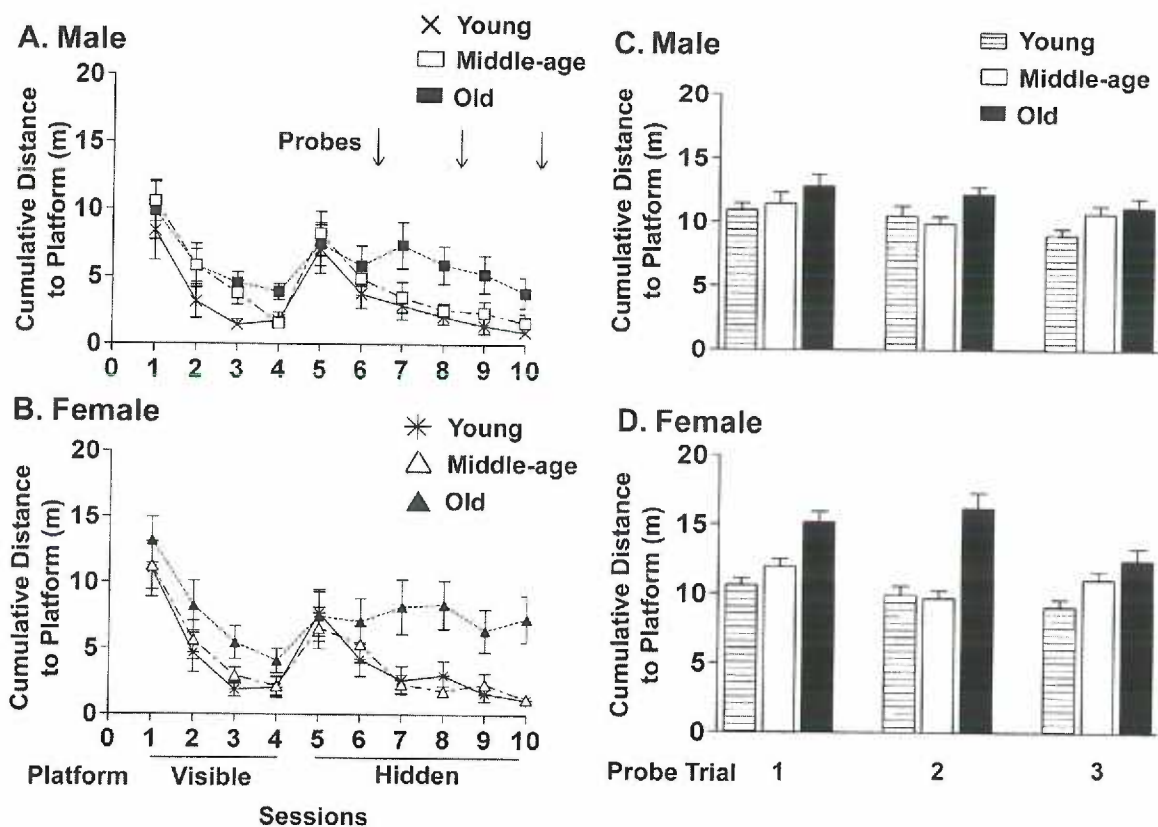 A. Male
Young
Middle-age
Old
Probes
Cumulative Distance
to Platform (m)
20
15
10
5
0
0 1 2 3 4 5 6 7 8 9 10
B. Female
Young
Middle-age
Old
Cumulative Distance
to Platform (m)
20
15
10
5
0
0 1 2 3 4 5 6 7 8 9 10
Platform Visible Hidden
Sessions
C. Male
Young
Middle-age
Old
Cumulative Distance
to Platform (m)
20
15
10
5
0
D. Female
Cumulative Distance
to Platform (m)
20
15
10
5
0
Probe Trial 1 2 3